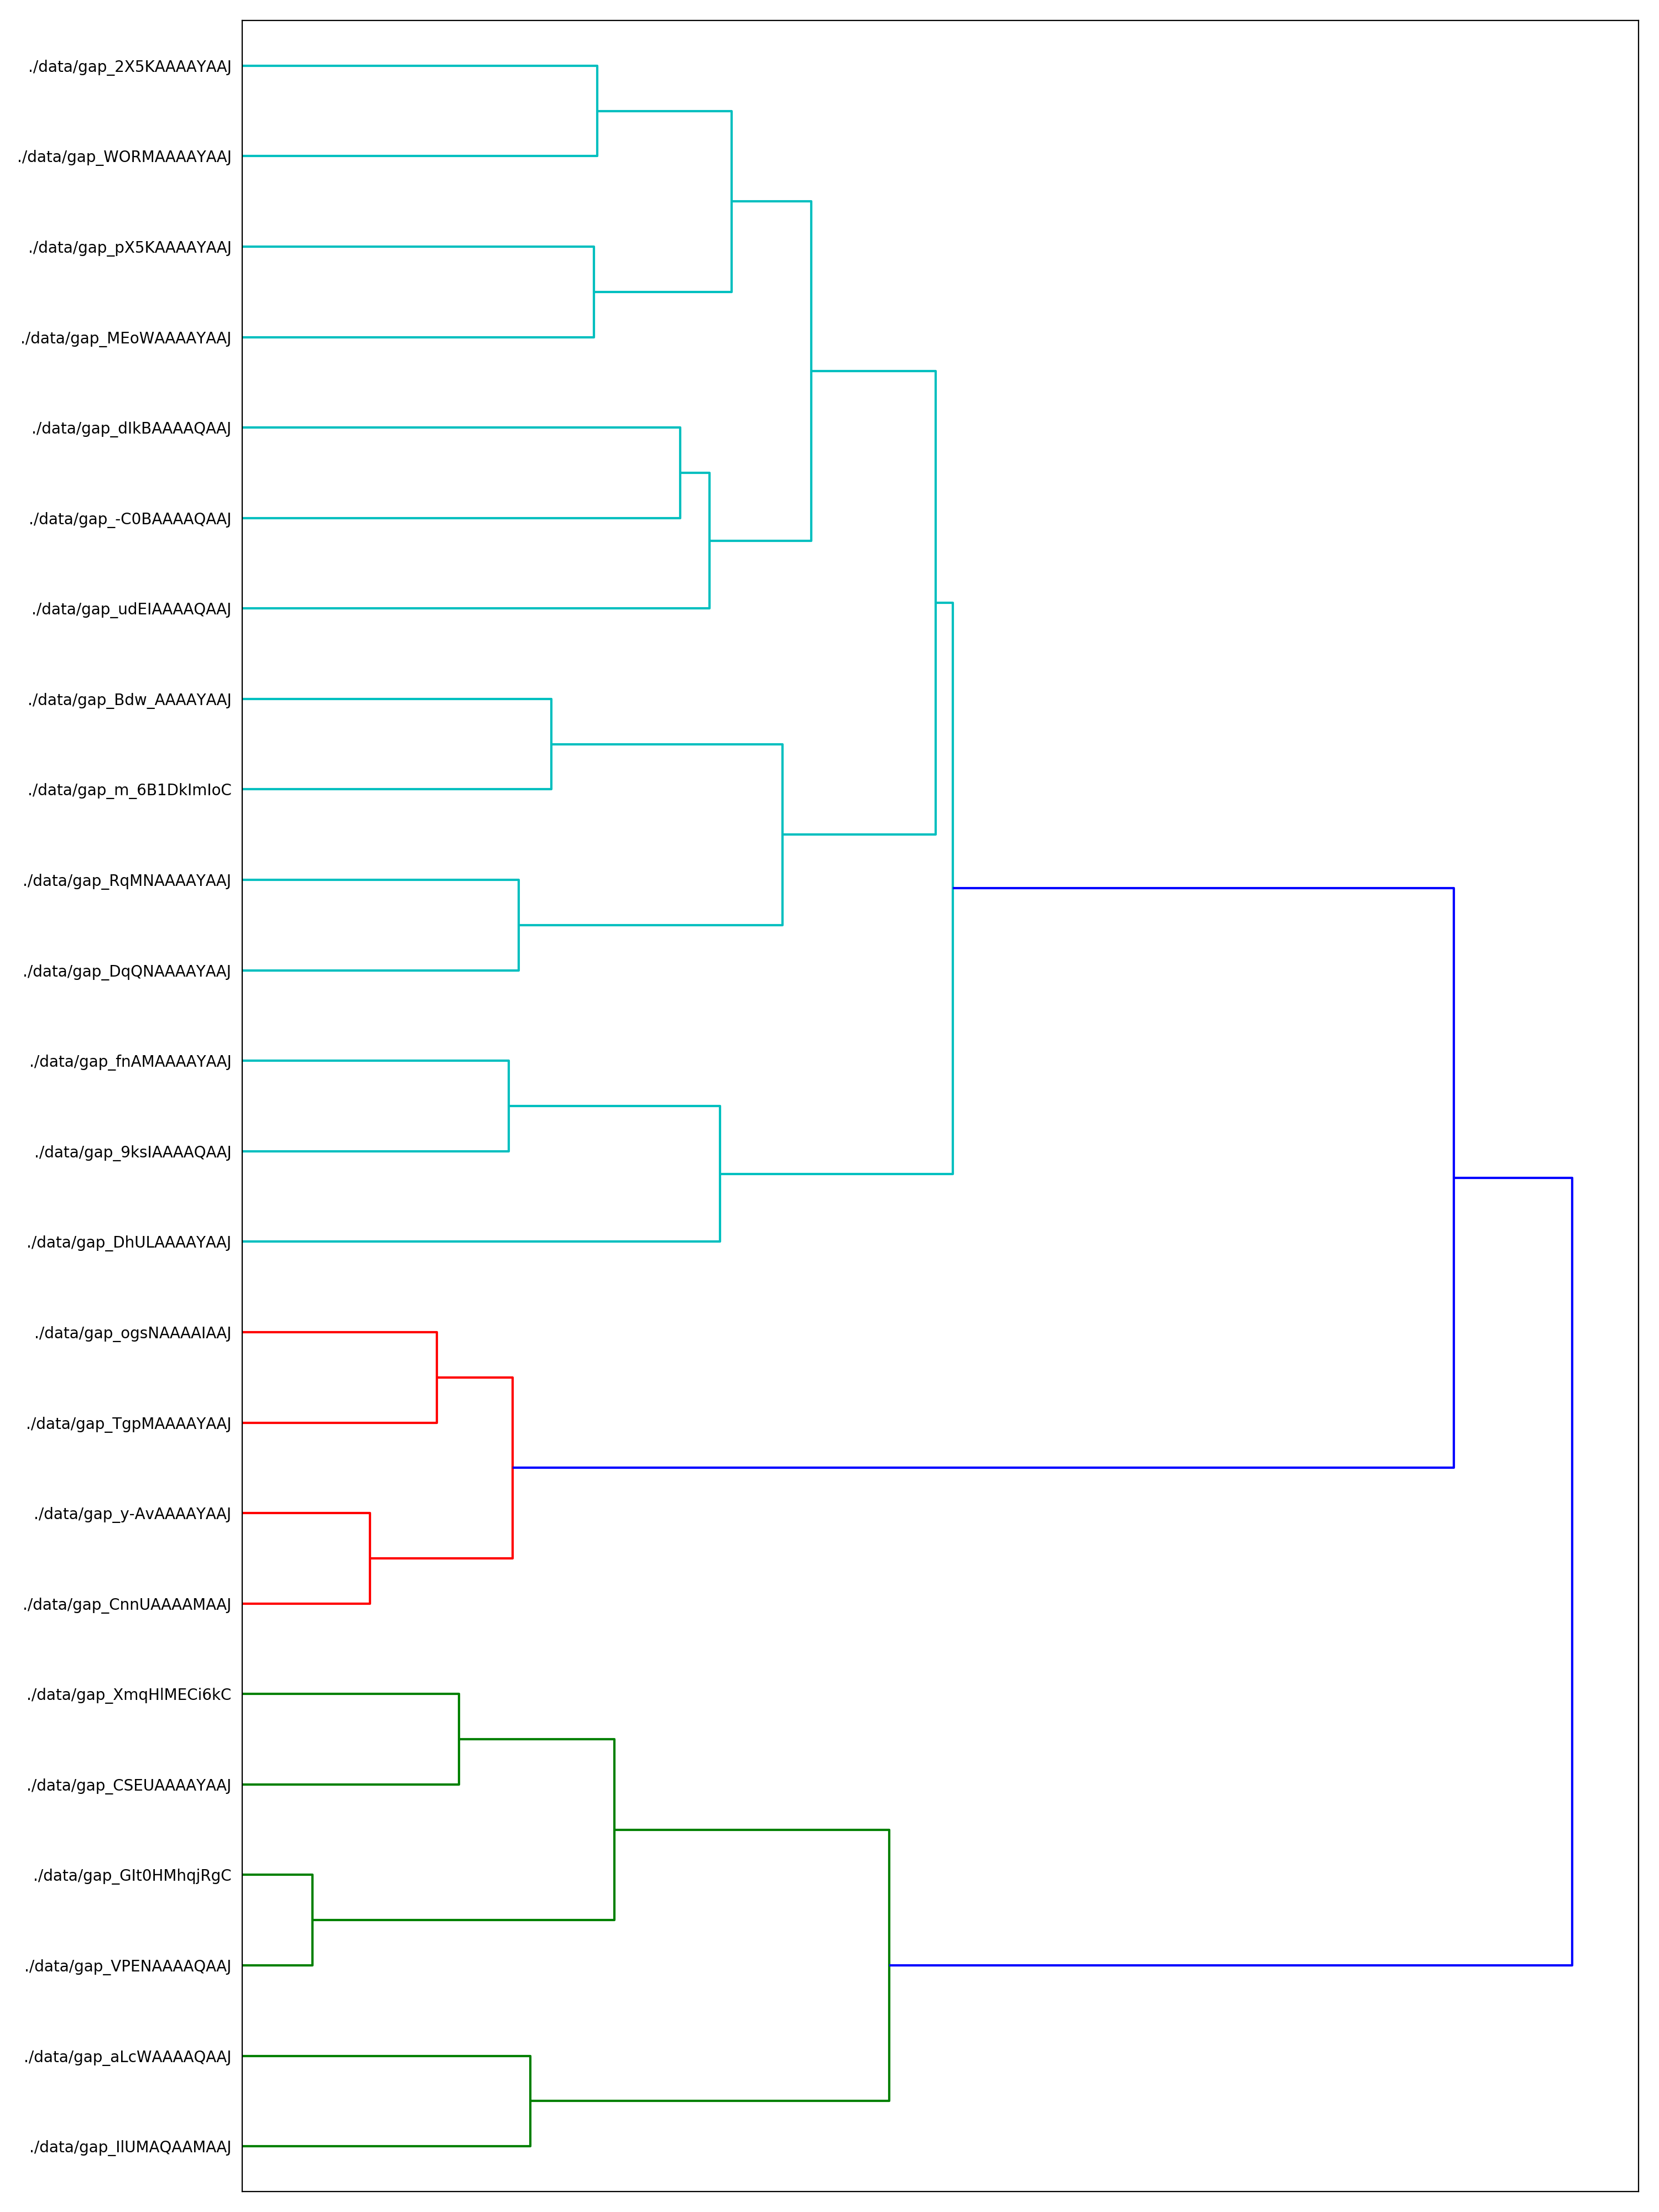 ./data/gap_2X5KAAAAYAAJ
./data/gap_WORMAAAAYAAJ
./data/gap_pX5KAAAAYAAJ
./data/gap_MEoWAAAAYAAJ
./data/gap_dIkBAAAAQAAJ
./data/gap_-C0BAAAAQAAJ
./data/gap_udEIAAAAQAAJ
./data/gap_Bdw_AAAAYAAJ
./data/gap_m_6B1DkImIoC
./data/gap_RqMNAAAAYAAJ
./data/gap_DqQNAAAAYAAJ
./data/gap_fnAMAAAAYAAJ
./data/gap_9ksIAAAAQAAJ
./data/gap_DhULAAAAYAAJ
./data/gap_ogsNAAAAIAAJ
./data/gap_TgpMAAAAYAAJ
./data/gap_y-AvAAAAYAAJ
./data/gap_CnnUAAAAMAAJ
./data/gap_XmqHlMECi6kC
./data/gap_CSEUAAAAYAAJ
./data/gap_GIt0HMhqjRgC
./data/gap_VPENAAAAQAAJ
./data/gap_aLcWAAAAQAAJ
./data/gap_IlUMAQAAMAAJ